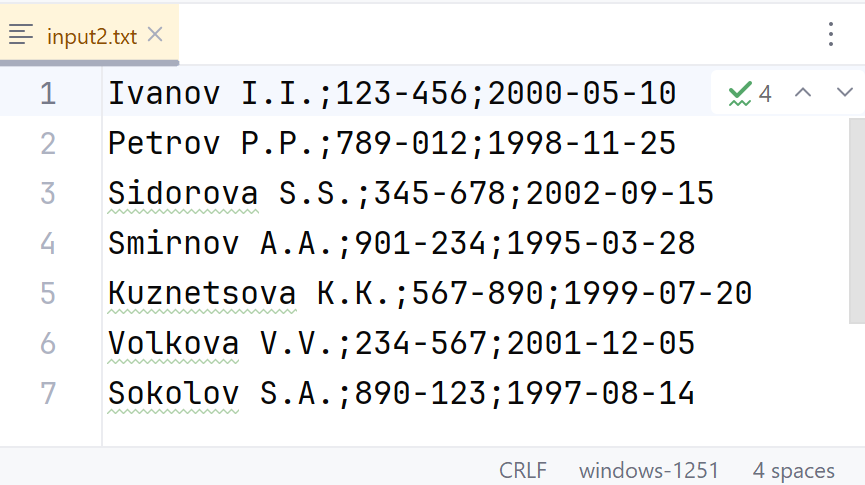 input2.txt
1 Ivanov I.I.;123-456;2000-05-10 4
2 Petrov P.P.;789-012;1998-11-25
3 Sidorova S.S.;345-678;2002-09-15
4 Smirnov A.A.;901-234;1995-03-28
5 Kuznetsova K.K.;567-890;1999-07-20
6 Volkova V.V.;234-567;2001-12-05
7 Sokolov S.A.;890-123;1997-08-14
CRLF windows-1251 4 spaces